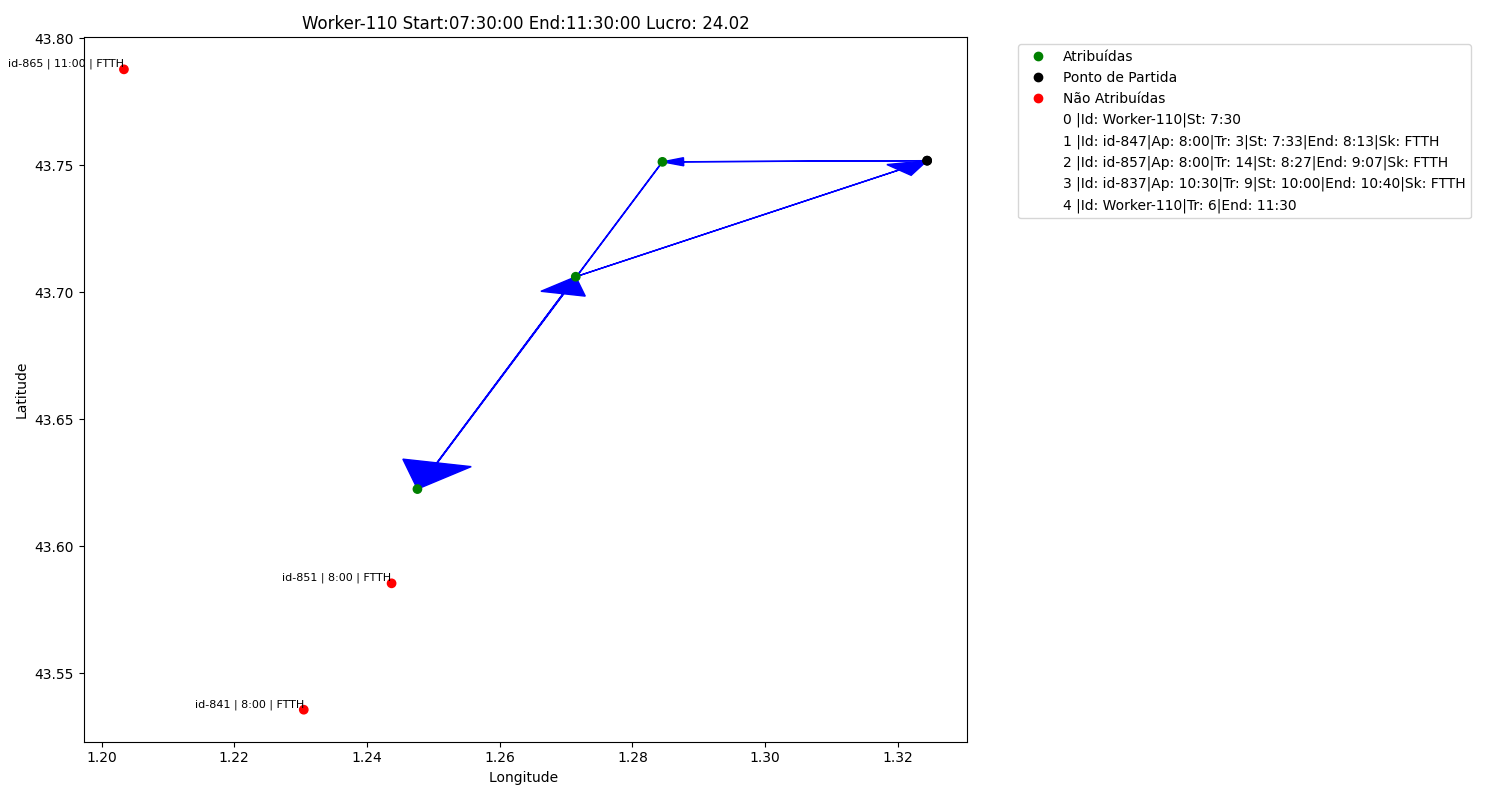 Worker-110 Start:07:30:00 End:11:30:00 Lucro: 24.02
43.80
43.75
43.70
43.65
43.60
43.55
Latitude
id-865 | 11:00 | FTTH
id-851 | 8:00 | FTTH
id-841 | 8:00 | FTTH
1.20
1.22
1.24
1.26
1.28
1.30
1.32
Longitude
Atribuídas
Ponto de Partida
Não Atribuídas
0 |Id: Worker-110|St: 7:30
1 |Id: id-847|Ap: 8:00|Tr: 3|St: 7:33|End: 8:13|Sk: FTTH
2 |Id: id-857|Ap: 8:00|Tr: 14|St: 8:27|End: 9:07|Sk: FTTH
3 |Id: id-837|Ap: 10:30|Tr: 9|St: 10:00|End: 10:40|Sk: FTTH
4 |Id: Worker-110|Tr: 6|End: 11:30